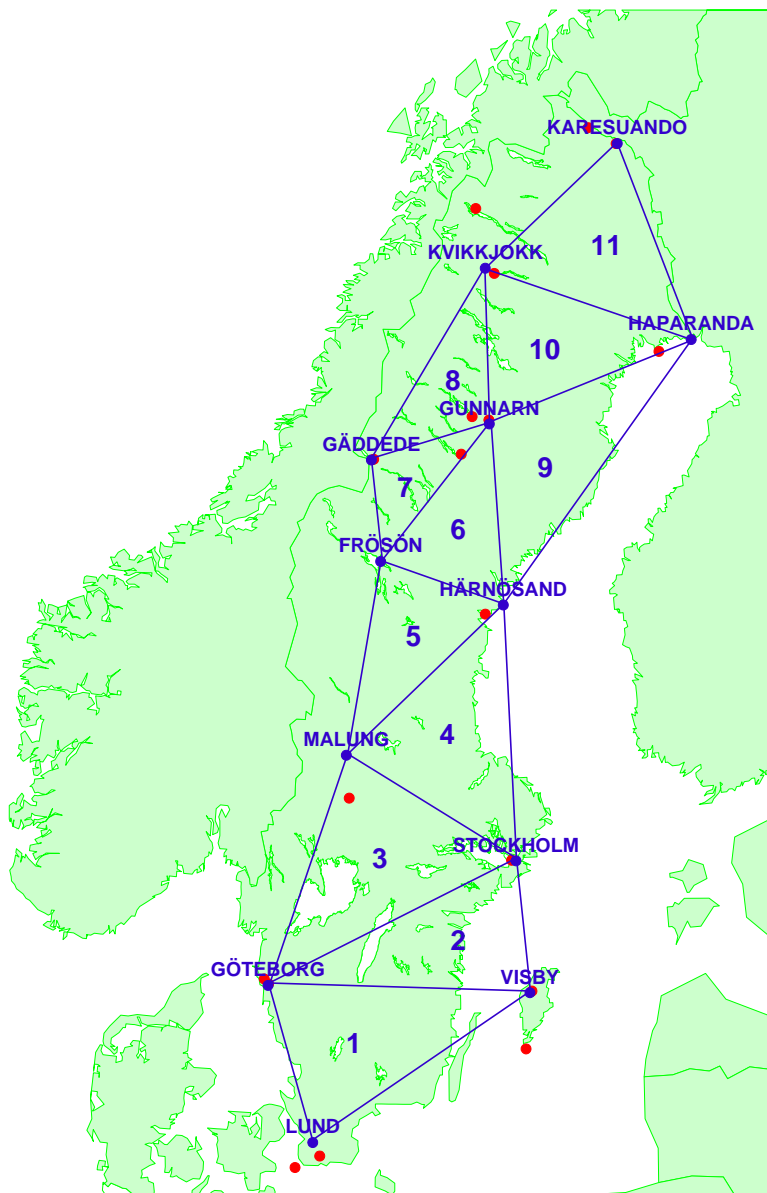 KARESUANDO
11
KVIKKJOKK
HAPARANDA
10
8
GUNNARN
GÄDDEDE
9
7
6
FRÖSÖN
HÄRNÖSAND
5
4
MALUNG
STOCKHOLM
3
2
GÖTEBORG
VISBY
1
LUND